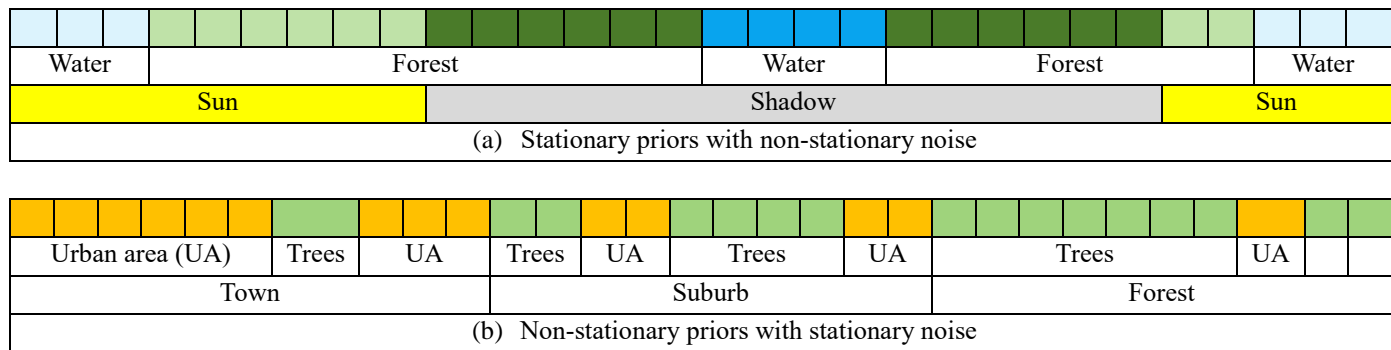 Water Forest Water Forest Water
Sun Shadow Sun
(a) Stationary priors with non-stationary noise
Urban area (UA) Trees UA Trees UA Trees UA Trees UA
Town Suburb Forest
(b) Non-stationary priors with stationary noise